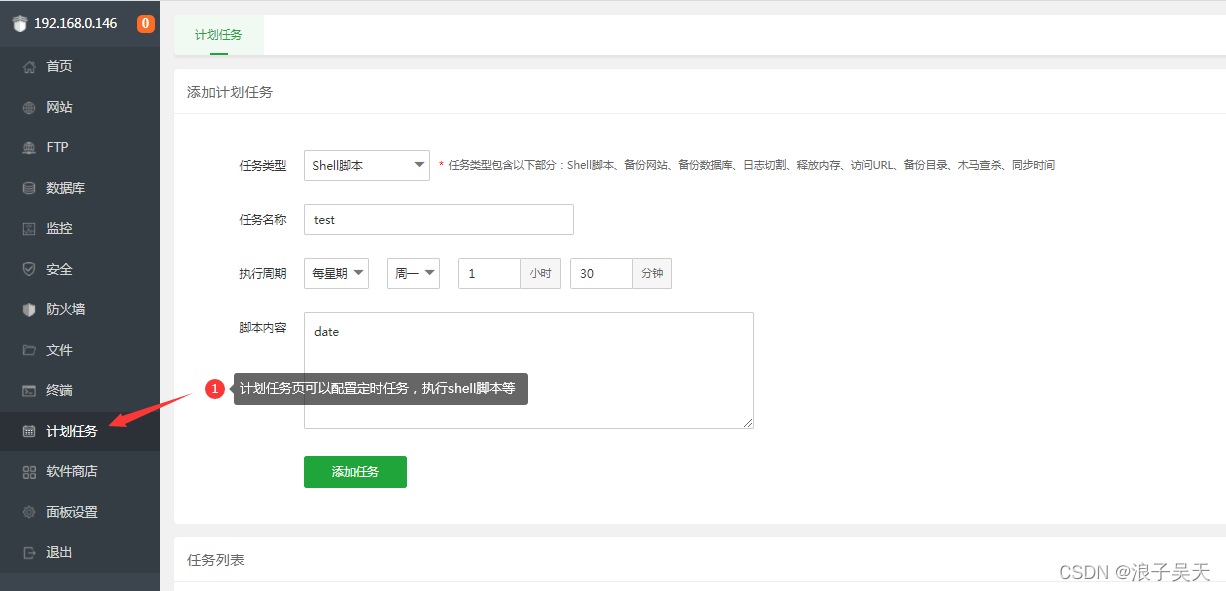 192.168.0.146 0
首页
网站
FTP
数据库
监控
安全
防火墙
文件
终端
计划任务
软件商店
面板设置
退出
计划任务
添加计划任务
任务类型 Shell脚本 * 任务类型包含以下部分：Shell脚本、备份网站、备份数据库、日志切割、释放内存、访问URL、备份目录、木马查杀、同步时间
任务名称 test
执行周期 每星期 周一 1 小时 30 分钟
脚本内容 date
1 计划任务页可以配置定时任务，执行shell脚本等
添加任务
任务列表
CSDN @浪子吴天